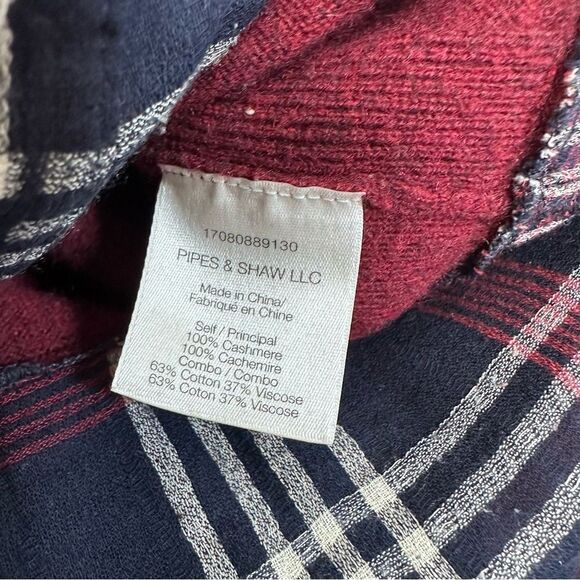 17080889130
PIPES & SHAW LLC
Made in China/
Fabriqué en Chine
Self / Principal
100% Cashmere
100% Cachemire
Combo / Combo
63% Cotton 37% Viscose
63% Cotton 37% Viscose